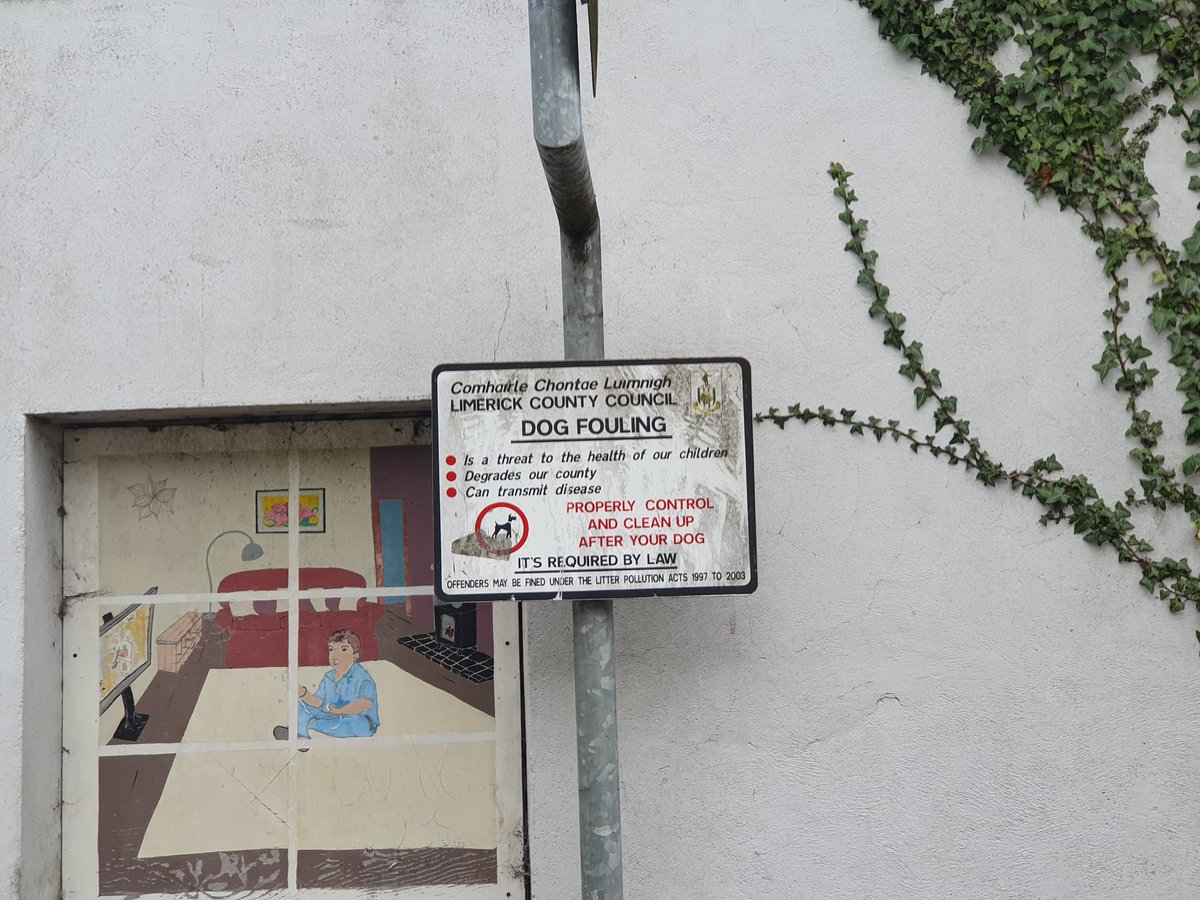 Comhairle Chontae Luimnigh
LIMERICK COUNTY COUNCIL
DOG FOULING
Is a threat to the health of our children
Degrades our county
Can transmit disease
PROPERLY CONTROL
AND CLEAN UP
AFTER YOUR DOG
IT'S REQUIRED BY LAW
OFFENDERS MAY BE FINED UNDER THE LITTER POLLUTION ACTS 1997 TO 2003